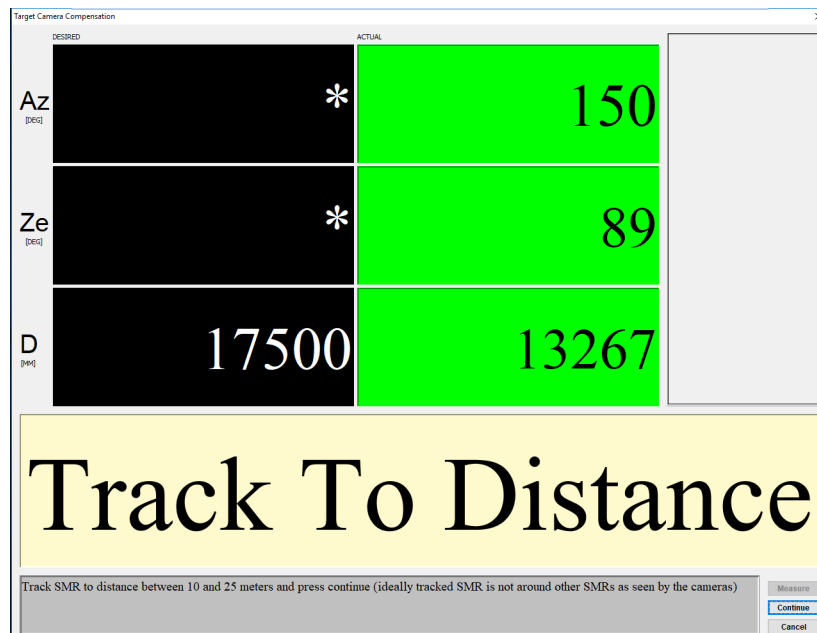 Target Camera Compensation
DESIRED
ACTUAL
Az
[DEG]
*
150
Ze
[DEG]
*
89
D
[MM]
17500
13267
Track To Distance
Track SMR to distance between 10 and 25 meters and press continue (ideally tracked SMR is not around other SMRs as seen by the cameras)
Measure
Continue
Cancel